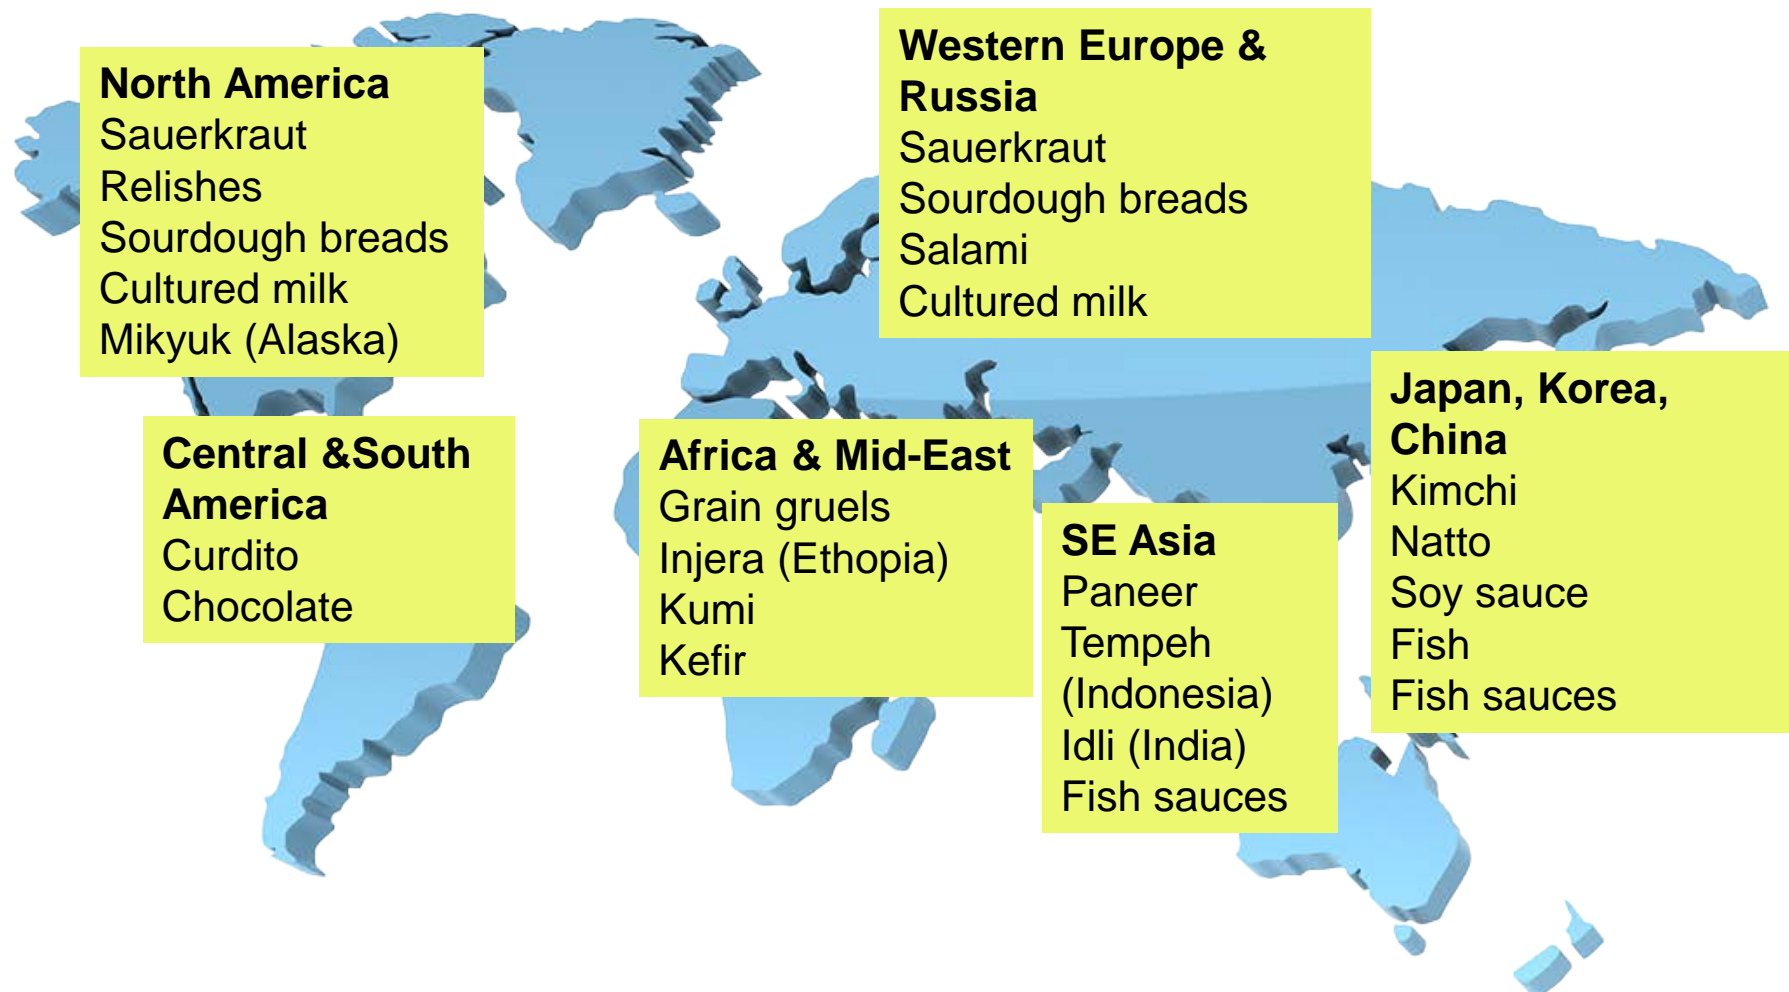 North America
Sauerkraut
Relishes
Sourdough breads
Cultured milk
Mikyuk (Alaska)
Western Europe &
Russia
Sauerkraut
Sourdough breads
Salami
Cultured milk
Central &South
America
Curdito
Chocolate
Africa & Mid-East
Grain gruels
Injera (Ethopia)
Kumi
Kefir
SE Asia
Paneer
Tempeh
(Indonesia)
Idli (India)
Fish sauces
Japan, Korea,
China
Kimchi
Natto
Soy sauce
Fish
Fish sauces